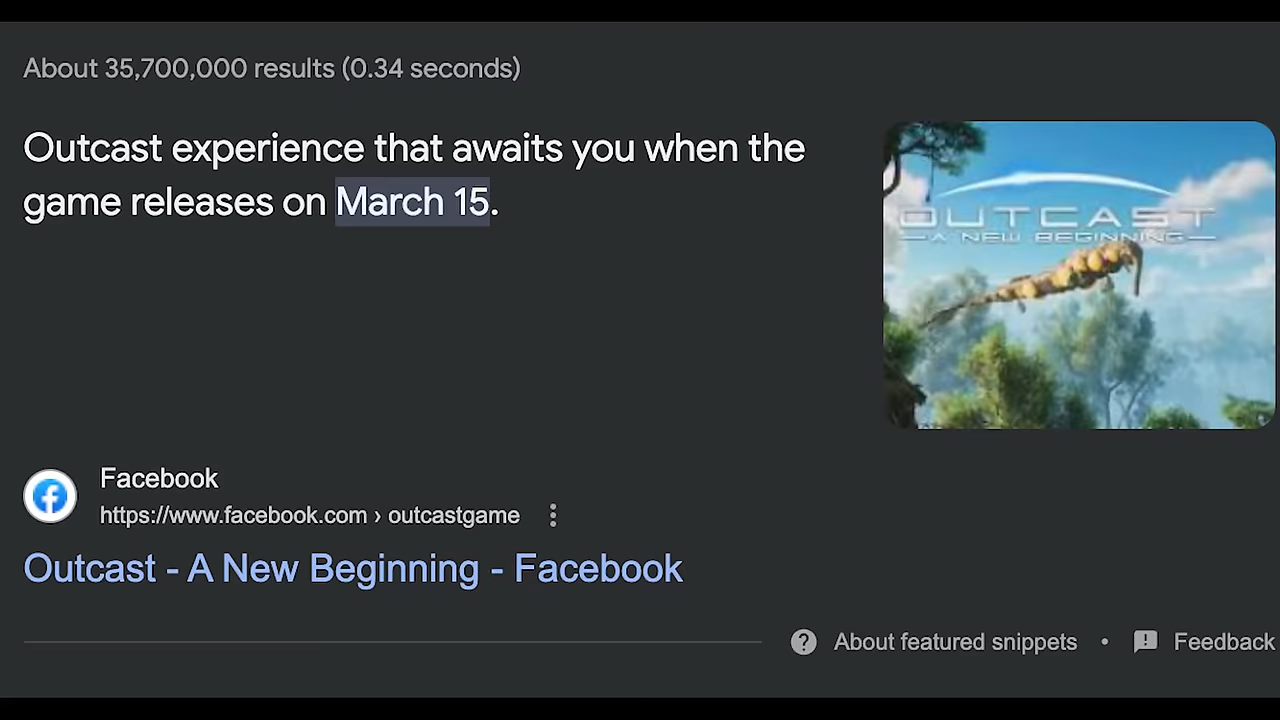 About 35,700,000 results (0.34 seconds)
Outcast experience that awaits you when the
game releases on March 15.
OUTCAST
A NEW BEGINNING
Facebook
https://www.facebook.com › outcastgame
Outcast - A New Beginning - Facebook
About featured snippets • Feedback